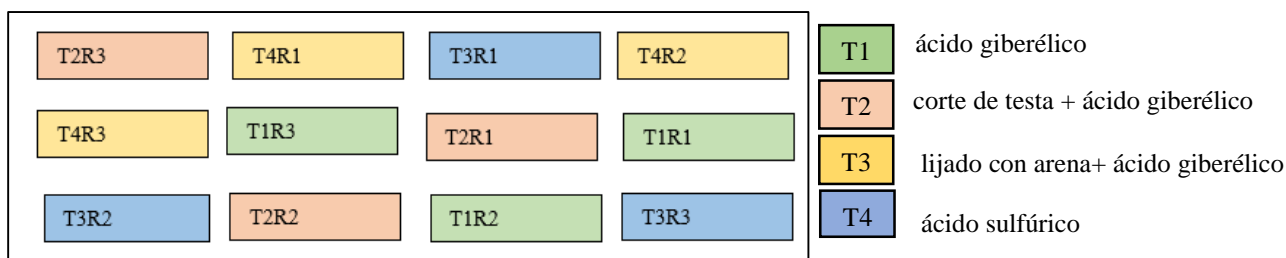 T2R3 T4R1 T3R1 T4R2
T4R3 T1R3 T2R1 T1R1
T3R2 T2R2 T1R2 T3R3
T1 ácido giberélico
T2 corte de testa + ácido giberélico
T3 lijado con arena+ ácido giberélico
T4 ácido sulfúrico